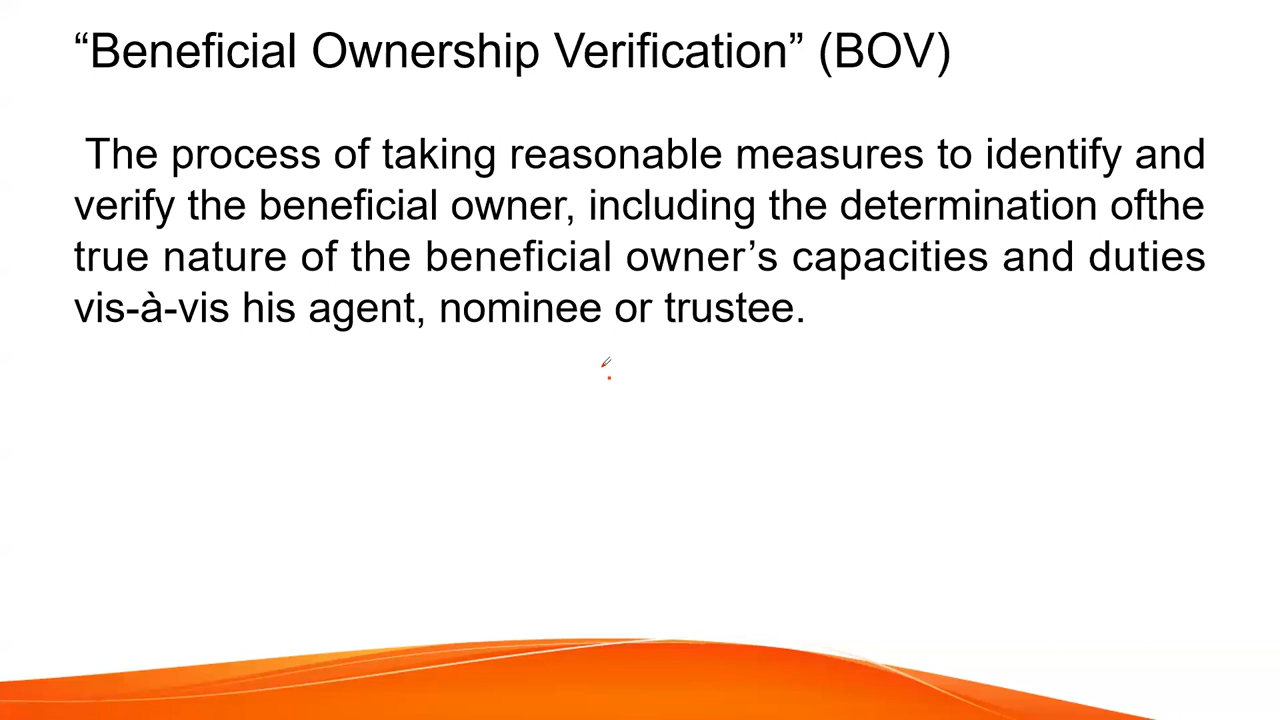 “Beneficial Ownership Verification” (BOV)
The process of taking reasonable measures to identify and
verify the beneficial owner, including the determination ofthe
true nature of the beneficial owner’s capacities and duties
vis-à-vis his agent, nominee or trustee.